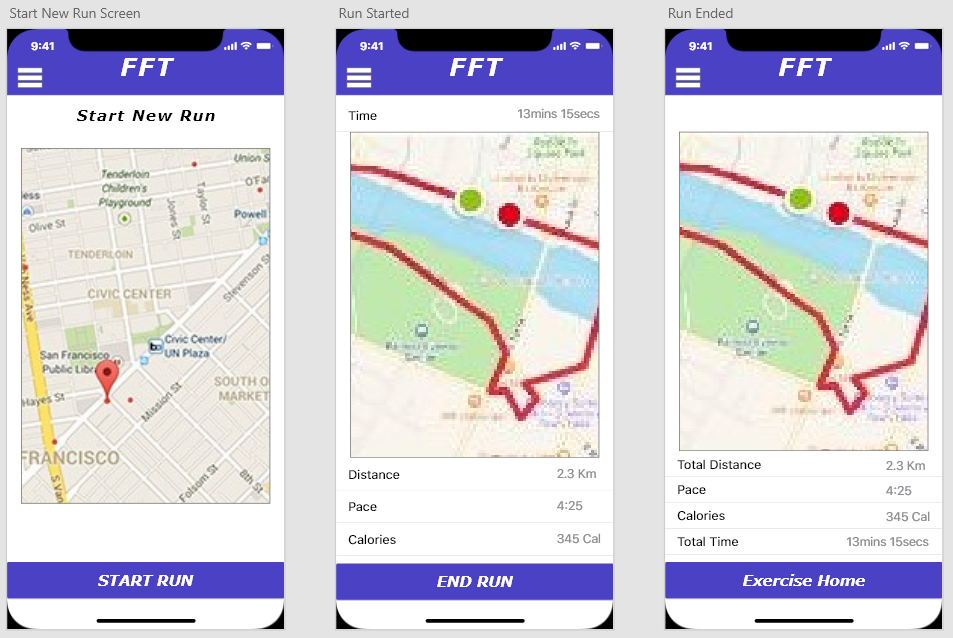 Start New Run Screen
9:41
FFT
Start New Run
Union S
Tenderloin
Children's
Playground
Taylor St
Jones St
O'Fa
ess
Powell
Olive St
TENDERLOIN
Stevenson S
CIVIC CENTER
Ness Ave
Civic Center/
UN Plaza
San Francisco
Public Libr
Hayes St
Mission St
SOUTH O
MARKET
FRANCISCO
S Van
Folsom St
8th St
START RUN
Run Started
9:41
FFT
Time 13mins 15secs
Distance 2.3 Km
Pace 4:25
Calories 345 Cal
END RUN
Run Ended
9:41
FFT
Total Distance 2.3 Km
Pace 4:25
Calories 345 Cal
Total Time 13mins 15secs
Exercise Home